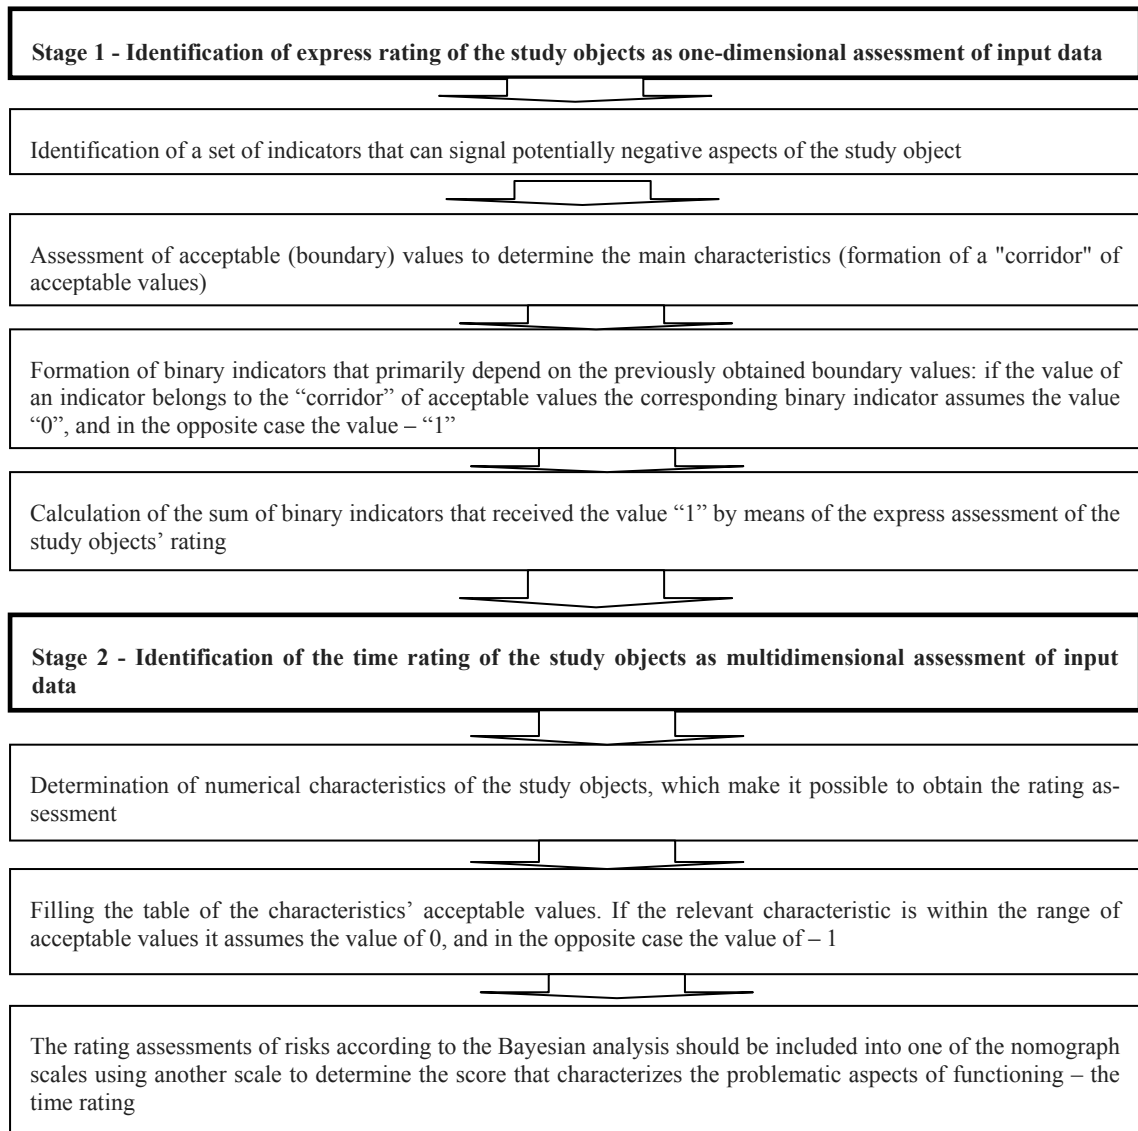 Stage 1 - Identification of express rating of the study objects as one-dimensional assessment of input data
Identification of a set of indicators that can signal potentially negative aspects of the study object
Assessment of acceptable (boundary) values to determine the main characteristics (formation of a "corridor" of
acceptable values)
Formation of binary indicators that primarily depend on the previously obtained boundary values: if the value of
an indicator belongs to the “corridor” of acceptable values the corresponding binary indicator assumes the value
“0”, and in the opposite case the value – “1”
Calculation of the sum of binary indicators that received the value “1” by means of the express assessment of the
study objects’ rating
Stage 2 - Identification of the time rating of the study objects as multidimensional assessment of input
data
Determination of numerical characteristics of the study objects, which make it possible to obtain the rating as-
sessment
Filling the table of the characteristics’ acceptable values. If the relevant characteristic is within the range of
acceptable values it assumes the value of 0, and in the opposite case the value of – 1
The rating assessments of risks according to the Bayesian analysis should be included into one of the nomograph
scales using another scale to determine the score that characterizes the problematic aspects of functioning – the
time rating